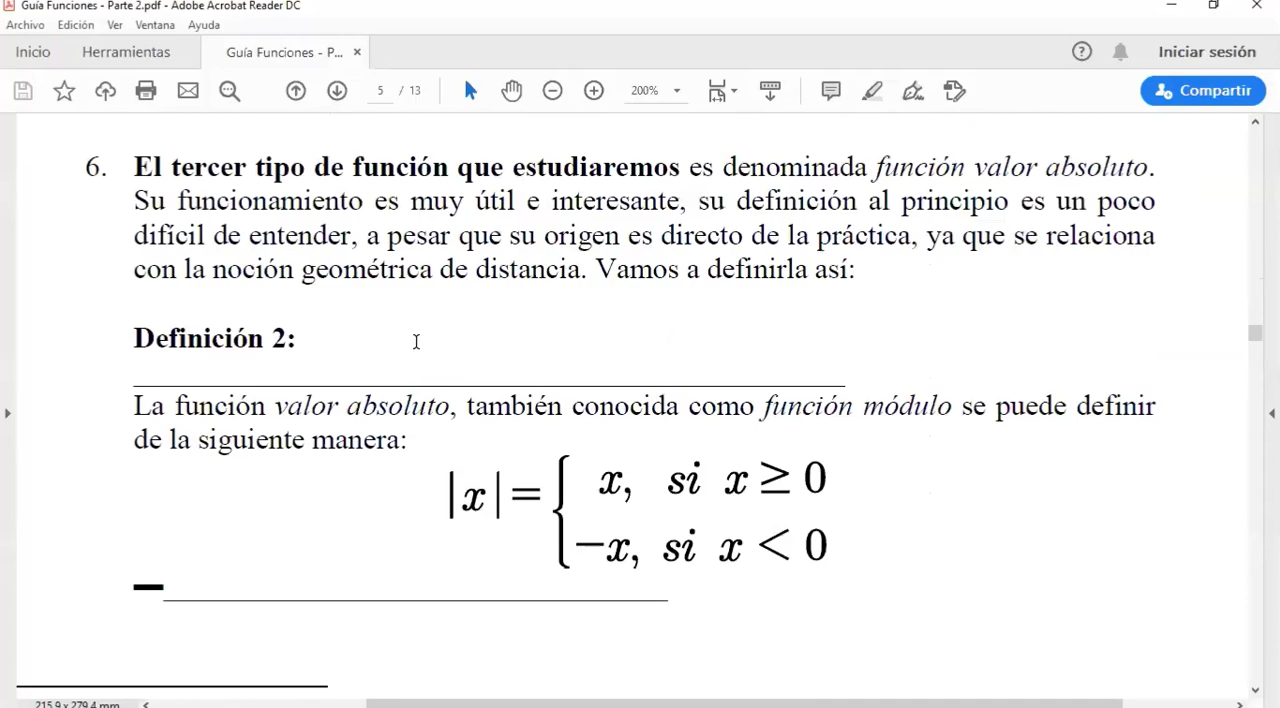 Guía Funciones - Parte 2.pdf - Adobe Acrobat Reader DC
Archivo Edición Ver Ventana Ayuda
Inicio Herramientas Guía Funciones - P... × Iniciar sesión
5 / 13 200% Compartir
6. El tercer tipo de función que estudiaremos es denominada función valor absoluto.
Su funcionamiento es muy útil e interesante, su definición al principio es un poco
difícil de entender, a pesar que su origen es directo de la práctica, ya que se relaciona
con la noción geométrica de distancia. Vamos a definirla así:
Definición 2:
La función valor absoluto, también conocida como función módulo se puede definir
de la siguiente manera:
|x| = { x, si x ≥ 0
-x, si x < 0
215,9 x 279,4 mm